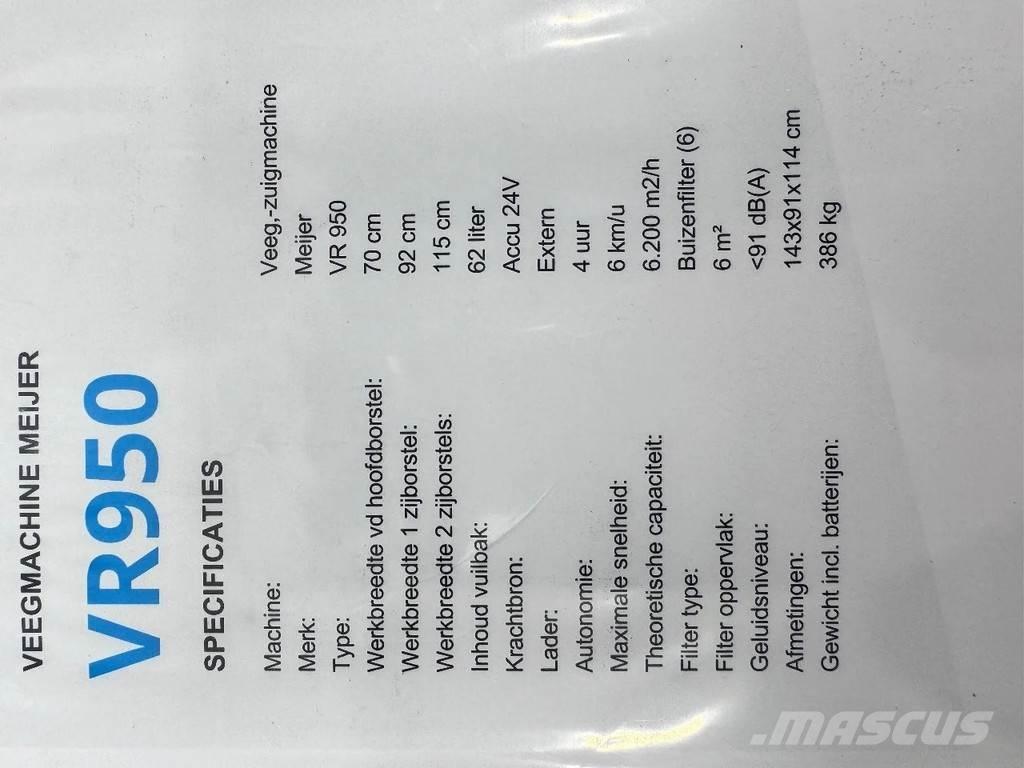 VEEGMACHINE MEIJER
VR950
SPECIFICATIES
Machine: Veeg,-zuigmachine
Merk: Meijer
Type: VR 950
Werkbreedte vd hoofdborstel: 70 cm
Werkbreedte 1 zijborstel: 92 cm
Werkbreedte 2 zijborstels: 115 cm
Inhoud vuilbak: 62 liter
Krachtbron: Accu 24V
Lader: Extern
Autonomie: 4 uur
Maximale snelheid: 6 km/u
Theoretische capaciteit: 6.200 m2/h
Filter type: Buizenfilter (6)
Filter oppervlak: 6 m²
Geluidsniveau: <91 dB(A)
Afmetingen: 143x91x114 cm
Gewicht incl. batterijen: 386 kg
.mascus